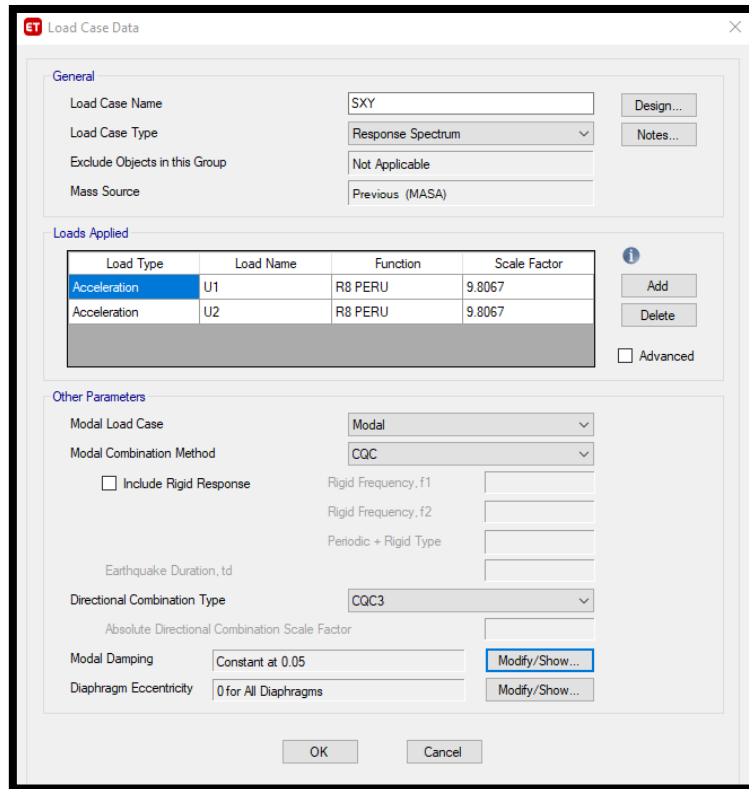 ET Load Case Data
General
Load Case Name SXY Design...
Load Case Type Response Spectrum Notes...
Exclude Objects in this Group Not Applicable
Mass Source Previous (MASA)
Loads Applied
Load Type Load Name Function Scale Factor
Acceleration U1 R8 PERU 9.8067 Add
Acceleration U2 R8 PERU 9.8067 Delete
Advanced
Other Parameters
Modal Load Case Modal
Modal Combination Method CQC
Include Rigid Response Rigid Frequency, f1
Rigid Frequency, f2
Periodic + Rigid Type
Earthquake Duration, td
Directional Combination Type CQC3
Absolute Directional Combination Scale Factor
Modal Damping Constant at 0.05 Modify/Show...
Diaphragm Eccentricity 0 for All Diaphragms Modify/Show...
OK Cancel